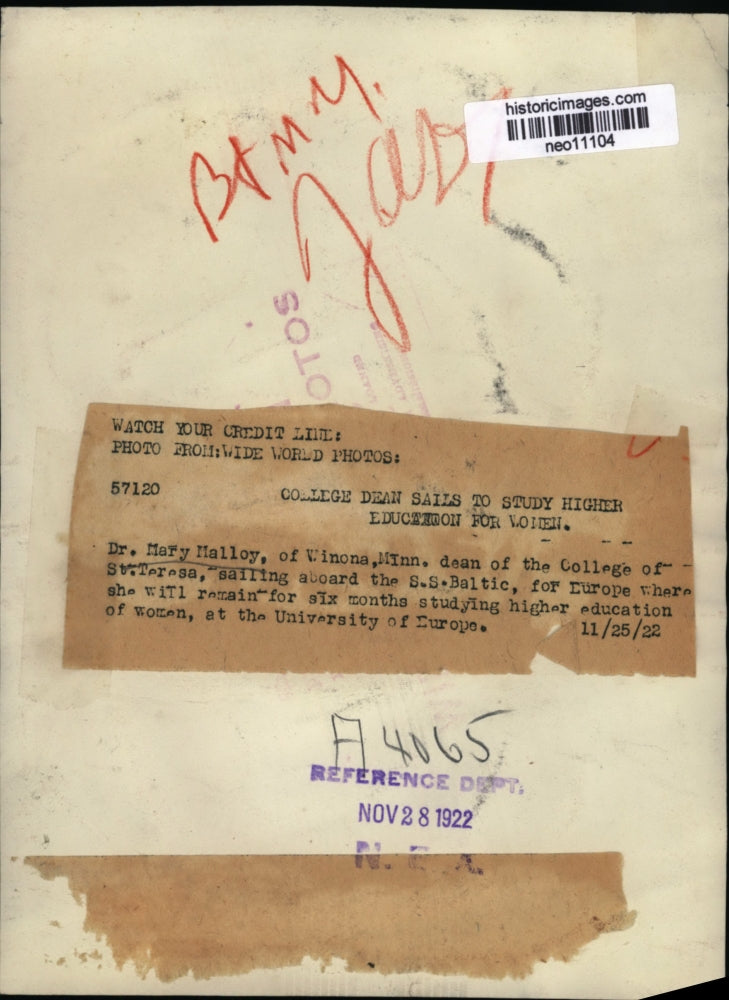 historicimages.com
neo11104
B+M M.
OTOS
WATCH YOUR CREDIT LINE:
PHOTO FROM:WIDE WORLD PHOTOS:
57120
COLLEGE DEAN SAILS TO STUDY HIGHER
EDUCATION FOR WOMEN.
Dr. Mary Malloy, of Winona,Minn. dean of the College of
St.Teresa, sailing aboard the S.S.Baltic, for Europe where
she will remain for six months studying higher education
of women, at the University of Europe.
11/25/22
A4065
REFERENCE DEPT.
NOV 28 1922
N. E. A.